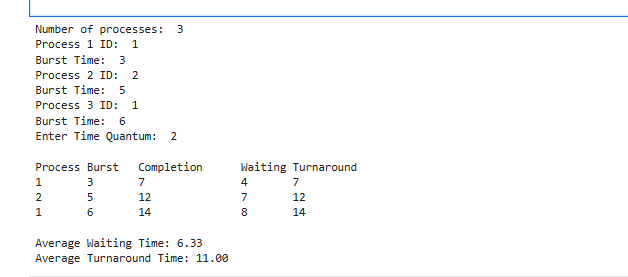 Number of processes:  3
Process 1 ID:  1
Burst Time:  3
Process 2 ID:  2
Burst Time:  5
Process 3 ID:  1
Burst Time:  6
Enter Time Quantum:  2
Process Burst   Completion      Waiting Turnaround
1       3       7               4       7
2       5       12              7       12
1       6       14              8       14
Average Waiting Time: 6.33
Average Turnaround Time: 11.00